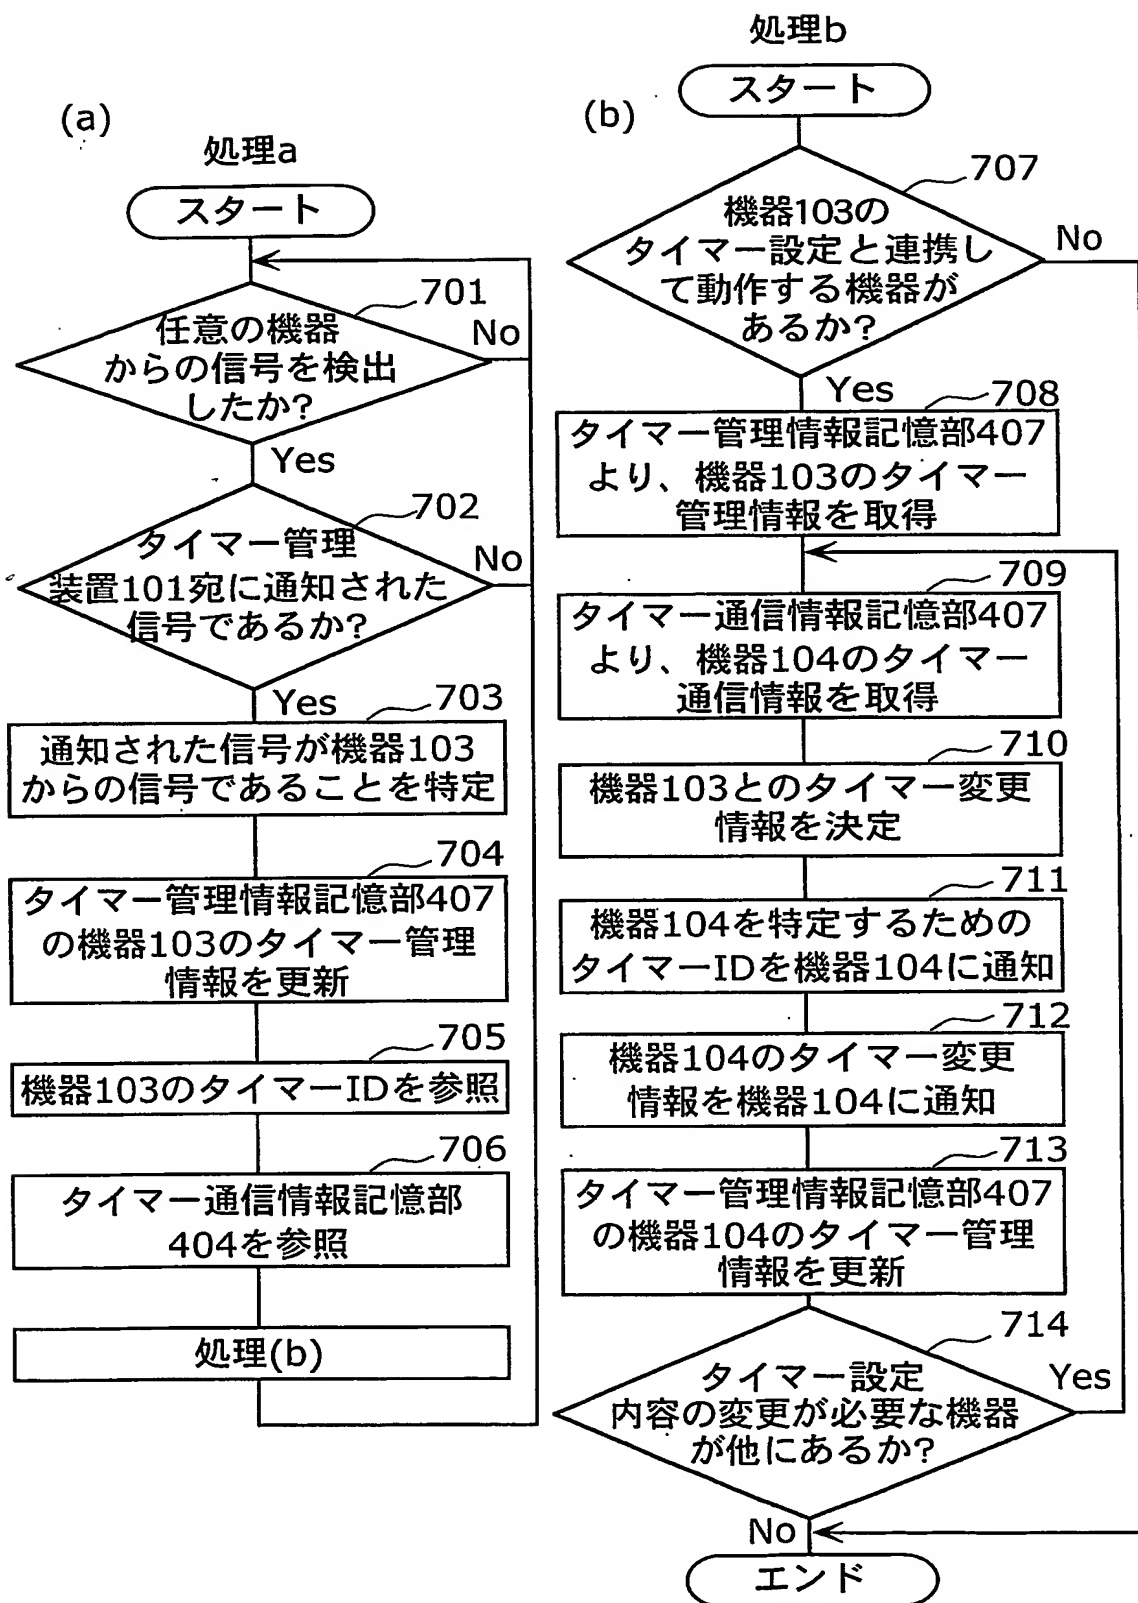 (a)
処理a
スタート
701
任意の機器
からの信号を検出
したか?
No
Yes
702
タイマー管理
装置101宛に通知された
信号であるか?
No
Yes
703
通知された信号が機器103
からの信号であることを特定
704
タイマー管理情報記憶部407
の機器103のタイマー管理
情報を更新
705
機器103のタイマーIDを参照
706
タイマー通信情報記憶部
404を参照
処理(b)
処理b
(b)
スタート
707
機器103の
タイマー設定と連携し
て動作する機器が
あるか?
No
Yes
708
タイマー管理情報記憶部407
より、機器103のタイマー
管理情報を取得
709
タイマー通信情報記憶部407
より、機器104のタイマー
通信情報を取得
710
機器103とのタイマー変更
情報を決定
711
機器104を特定するための
タイマーIDを機器104に通知
712
機器104のタイマー変更
情報を機器104に通知
713
タイマー管理情報記憶部407
の機器104のタイマー管理
情報を更新
714
タイマー設定
内容の変更が必要な機器
が他にあるか?
Yes
No
エンド